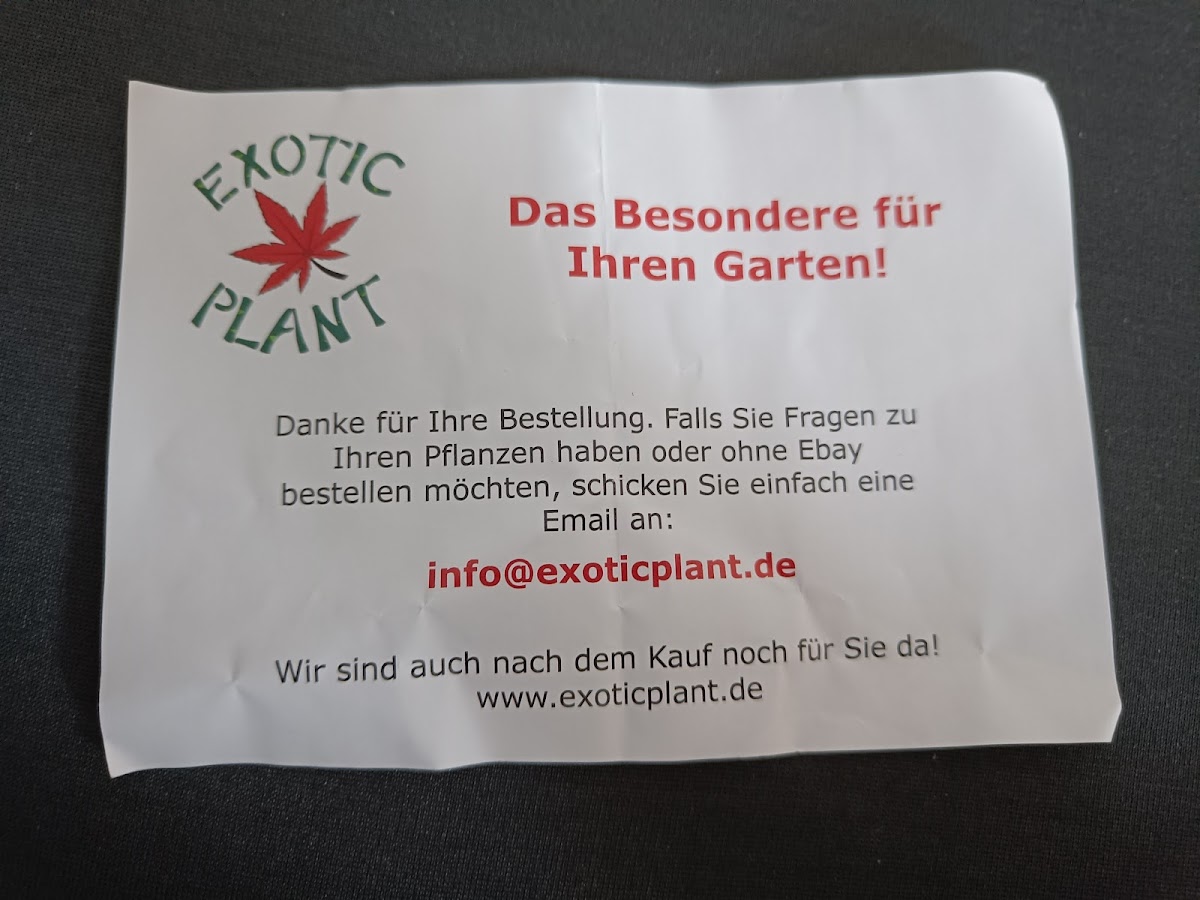 EXOTIC
PLANT
Das Besondere für
Ihren Garten!
Danke für Ihre Bestellung. Falls Sie Fragen zu
Ihren Pflanzen haben oder ohne Ebay
bestellen möchten, schicken Sie einfach eine
Email an:
info@exoticplant.de
Wir sind auch nach dem Kauf noch für Sie da!
www.exoticplant.de